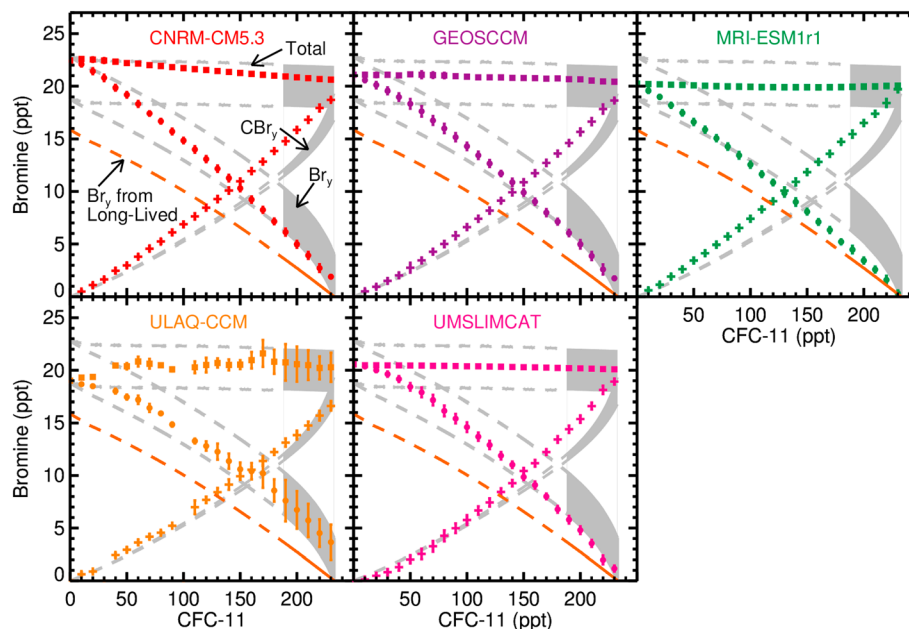 CNRM-CM5.3
GEOSCCM
MRI-ESM1r1
25
20
15
10
5
0
Bromine (ppt)
Total
CBry
Bry
Bry from
Long-Lived
50 100 150 200
CFC-11 (ppt)
ULAQ-CCM
UMSLIMCAT
25
20
15
10
5
0
Bromine (ppt)
0 50 100 150 200
CFC-11
50 100 150 200
CFC-11 (ppt)